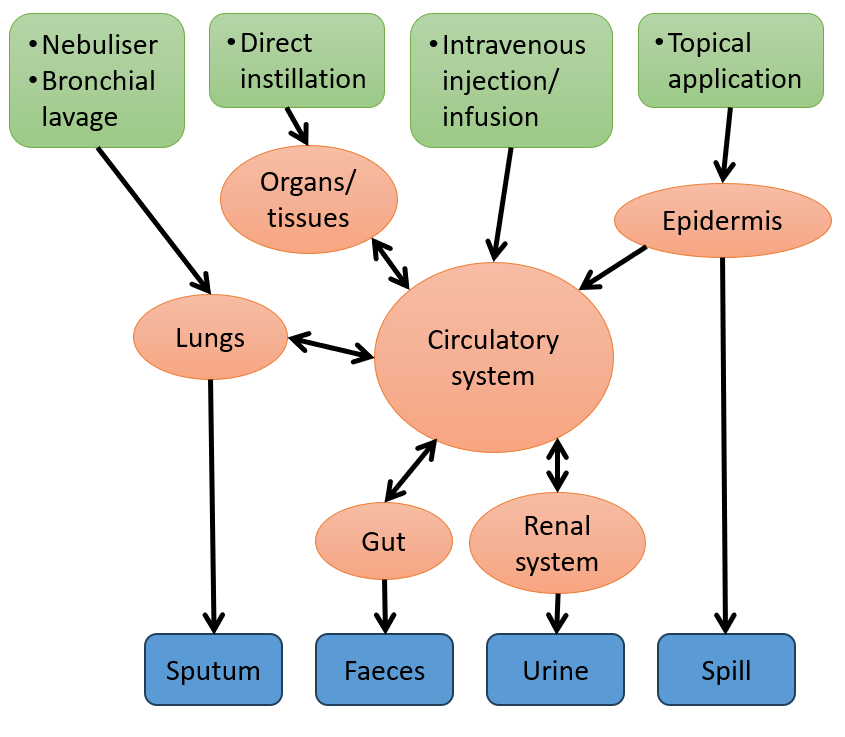 • Nebuliser
• Bronchial
lavage
• Direct
instillation
• Intravenous
injection/
infusion
• Topical
application
Organs/
tissues
Epidermis
Lungs
Circulatory
system
Gut
Renal
system
Sputum
Faeces
Urine
Spill